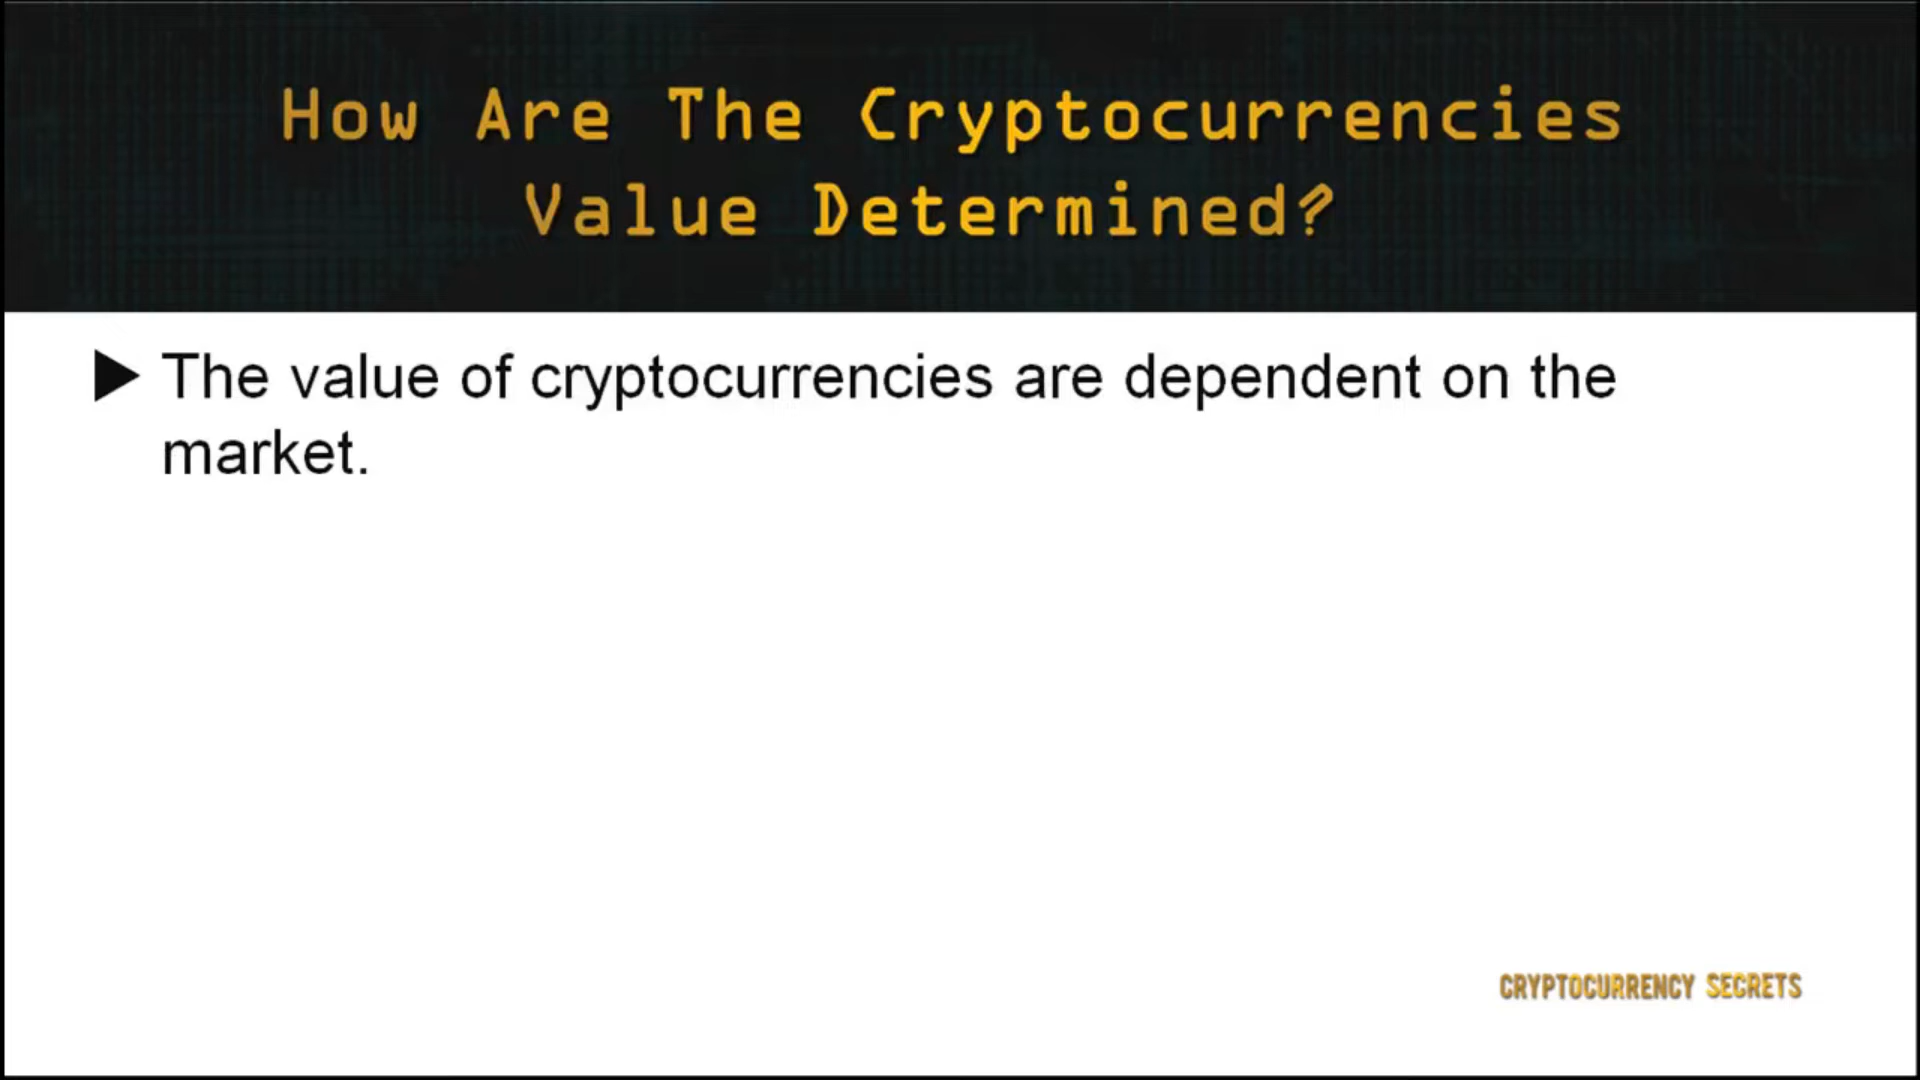 How Are The Cryptocurrencies
Value Determined?
The value of cryptocurrencies are dependent on the
market.
CRYPTOCURRENCY SECRETS